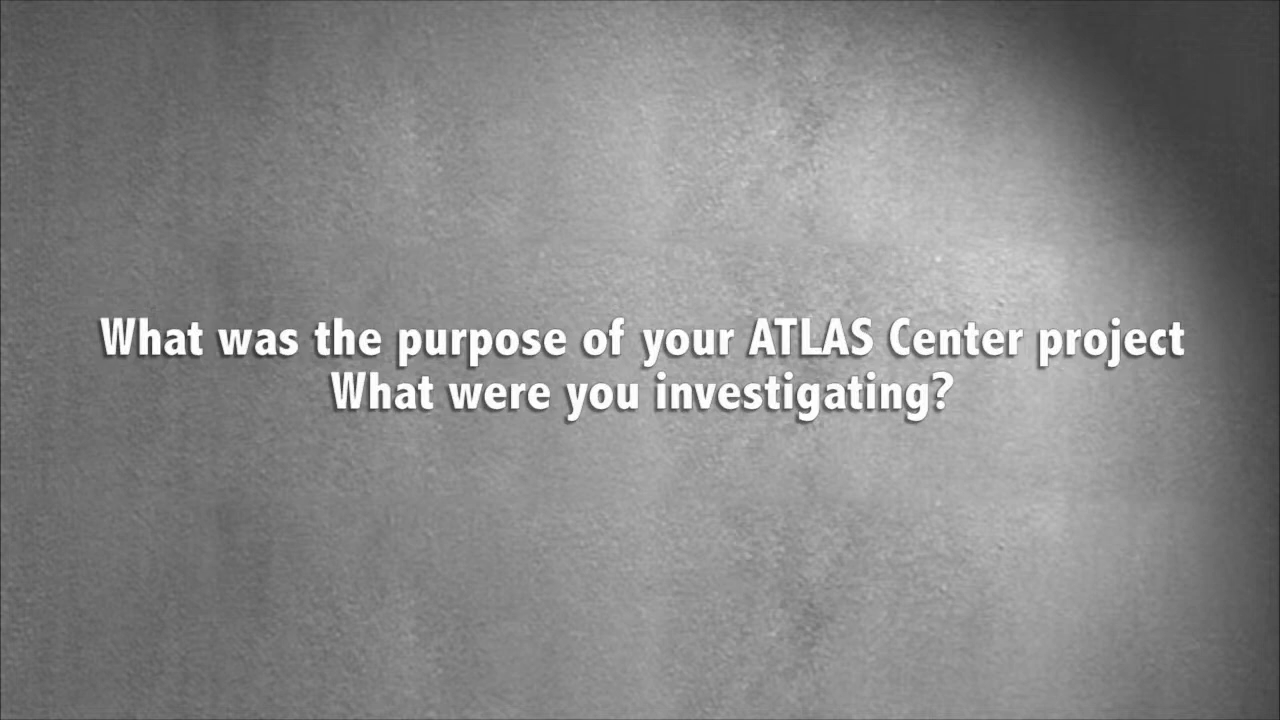 What was the purpose of your ATLAS Center project
What were you investigating?